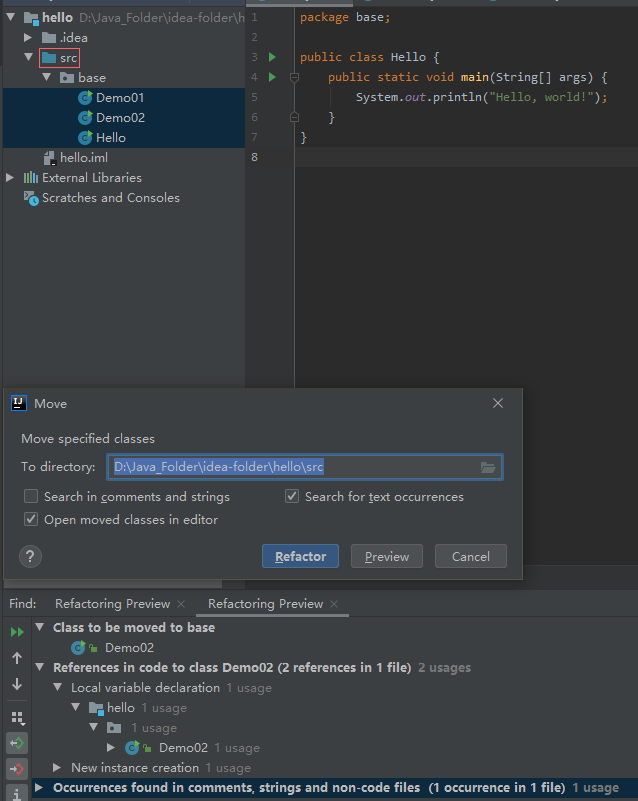 hello D:\Java_Folder\idea-folder\h
.idea
src
base
Demo01
Demo02
Hello
hello.iml
External Libraries
Scratches and Consoles
1 package base;
2
3 public class Hello {
4 public static void main(String[] args) {
5 System.out.println("Hello, world!");
6 }
7 }
8
Move
Move specified classes
To directory: D:\Java_Folder\idea-folder\hello\src
Search in comments and strings
Search for text occurrences
Open moved classes in editor
? Refactor Preview Cancel
Find: Refactoring Preview Refactoring Preview
Class to be moved to base
Demo02
References in code to class Demo02 (2 references in 1 file) 2 usages
Local variable declaration 1 usage
hello 1 usage
1 usage
Demo02 1 usage
New instance creation 1 usage
Occurrences found in comments, strings and non-code files (1 occurrence in 1 file) 1 usage